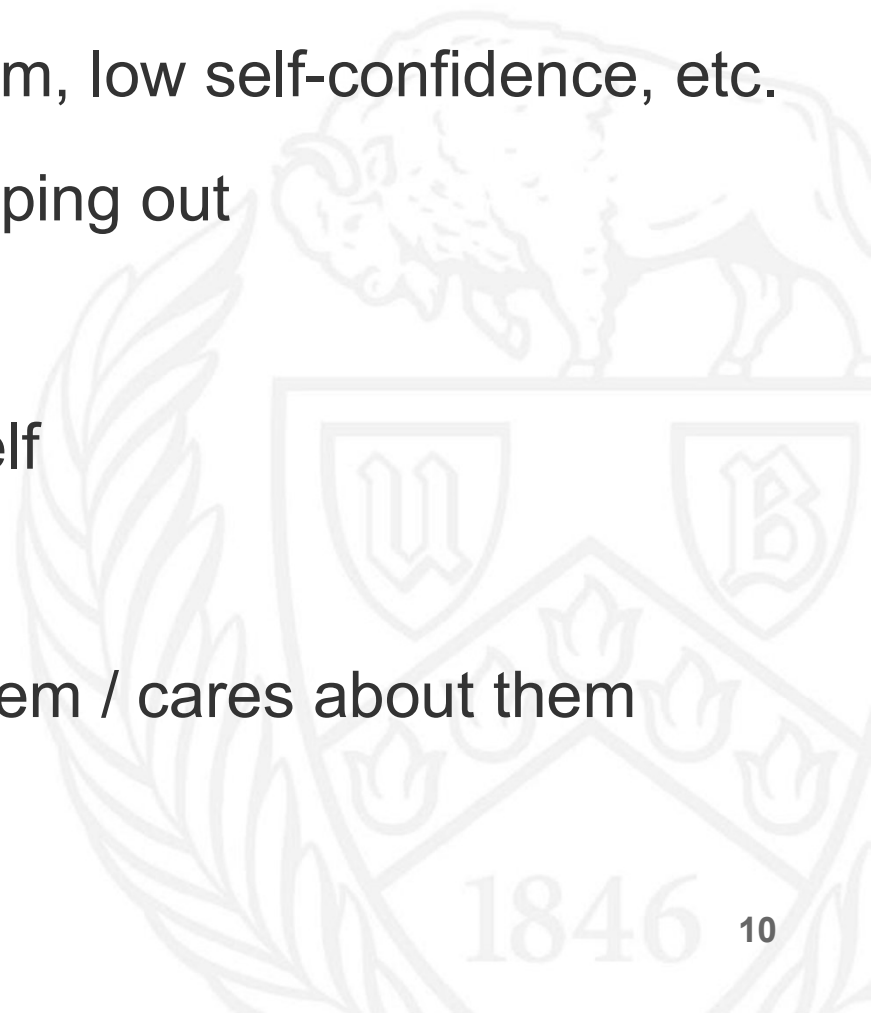 m, low self-confidence, etc.
ping out
elf
em / cares about them
U B
1846
10